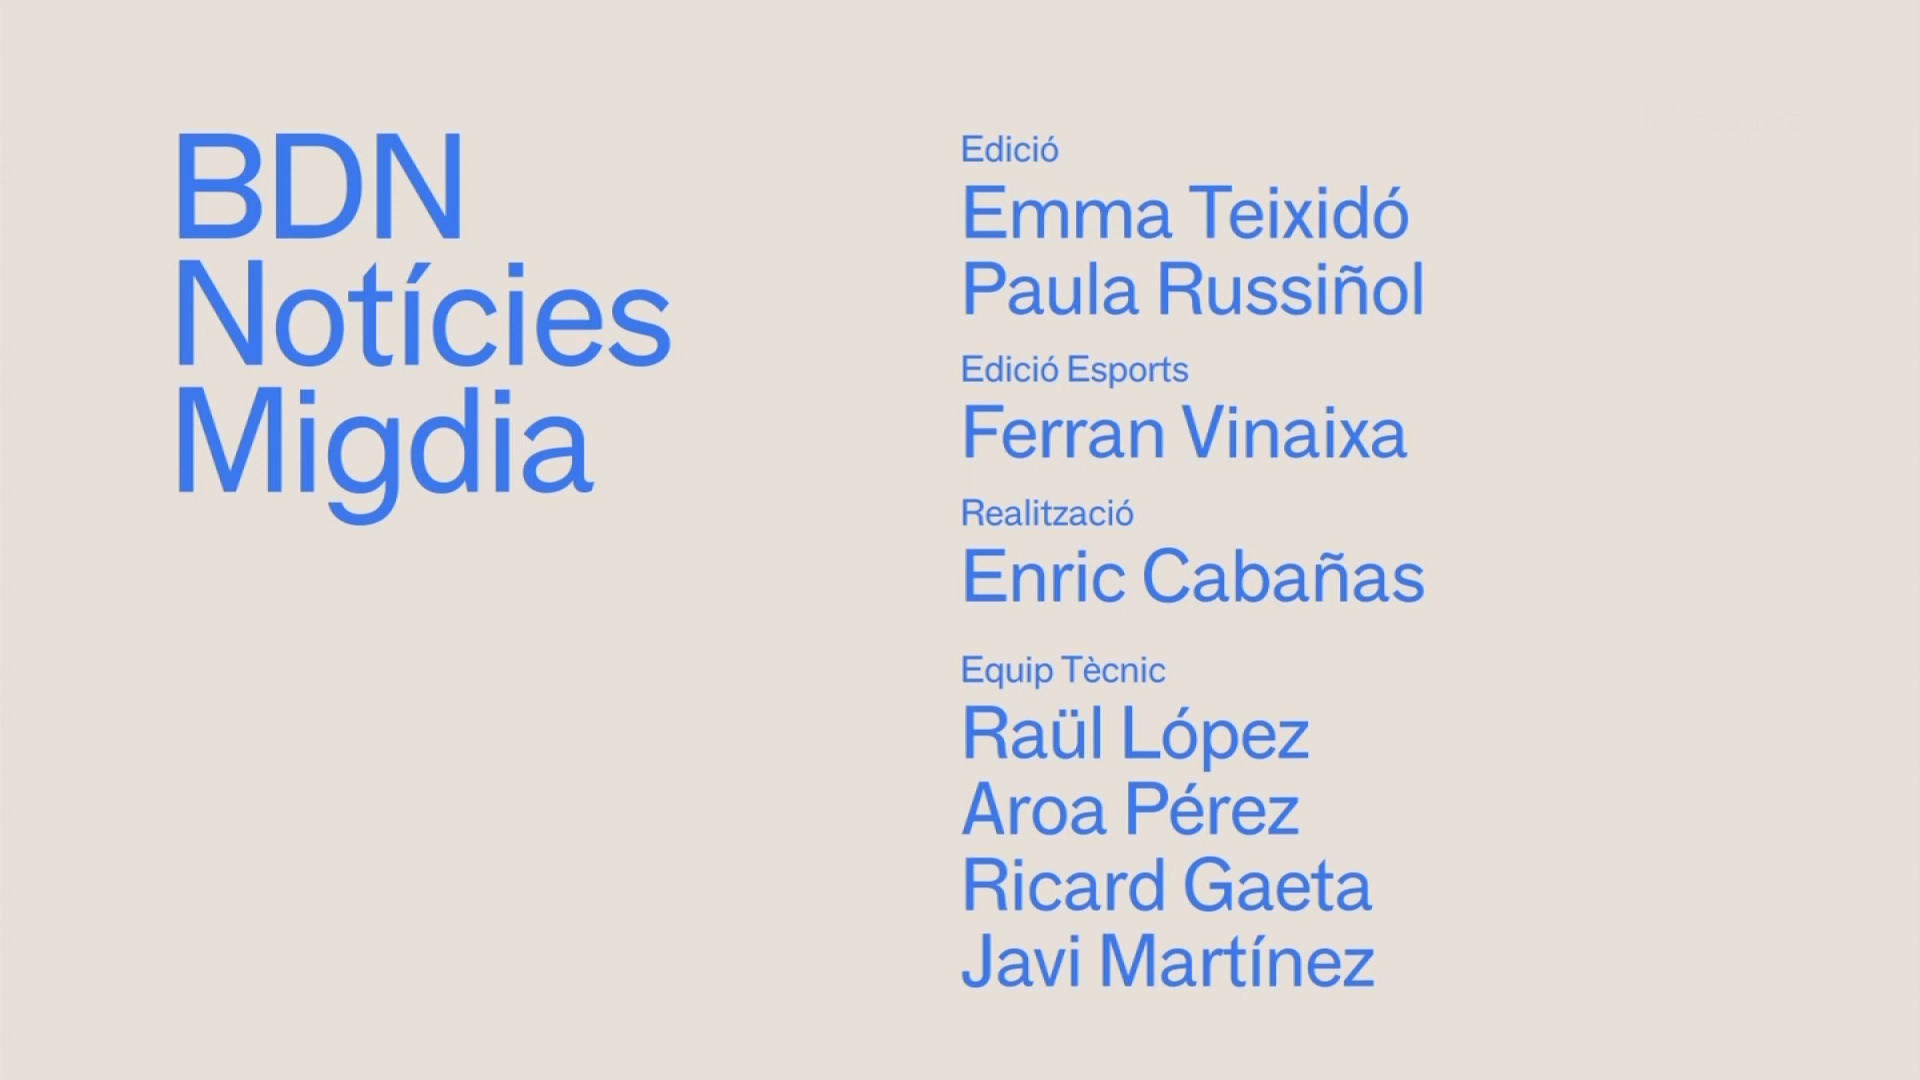 BDN
Notícies
Migdia
Edició
Emma Teixidó
Paula Russiñol
Edició Esports
Ferran Vinaixa
Realització
Enric Cabañas
Equip Tècnic
Raül López
Aroa Pérez
Ricard Gaeta
Javi Martínez